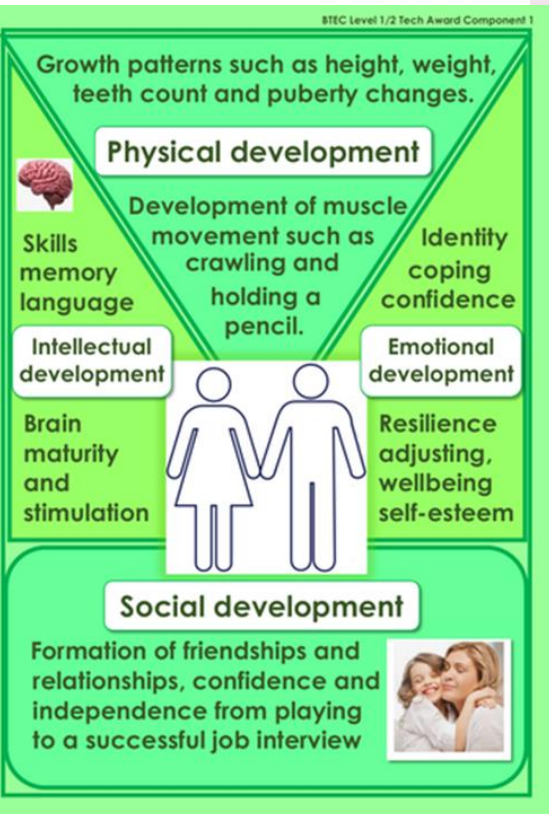 BTEC Level 1/2 Tech Award Component 1
Growth patterns such as height, weight,
teeth count and puberty changes.
Physical development
Development of muscle
movement such as
crawling and
holding a
pencil.
Skills
memory
language
Intellectual
development
Brain
maturity
and
stimulation
Identity
coping
confidence
Emotional
development
Resilience
adjusting,
wellbeing
self-esteem
Social development
Formation of friendships and
relationships, confidence and
independence from playing
to a successful job interview